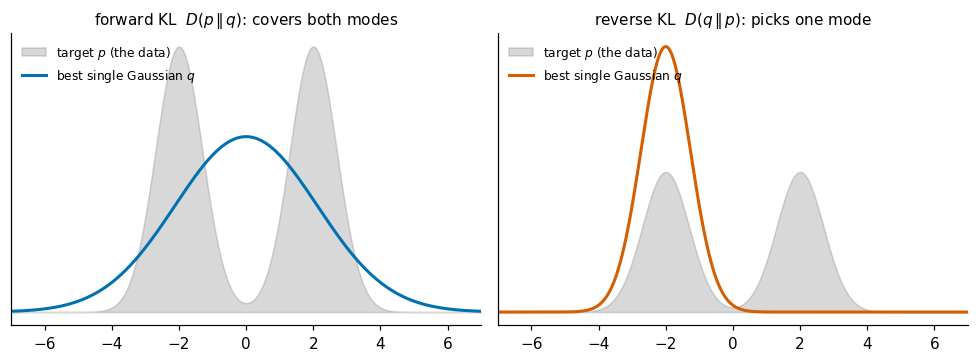 forward KL D(p ∥ q): covers both modes
target p (the data)
best single Gaussian q
−6 −4 −2 0 2 4 6
reverse KL D(q ∥ p): picks one mode
target p (the data)
best single Gaussian q
−6 −4 −2 0 2 4 6